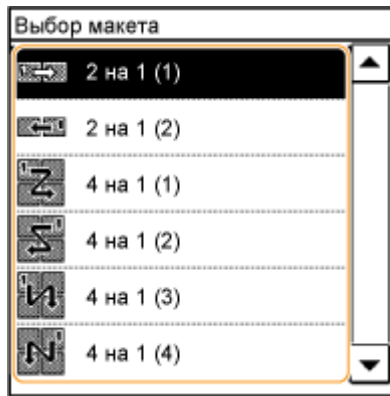 Выбор макета
2 на 1 (1)
2 на 1 (2)
4 на 1 (1)
4 на 1 (2)
4 на 1 (3)
4 на 1 (4)